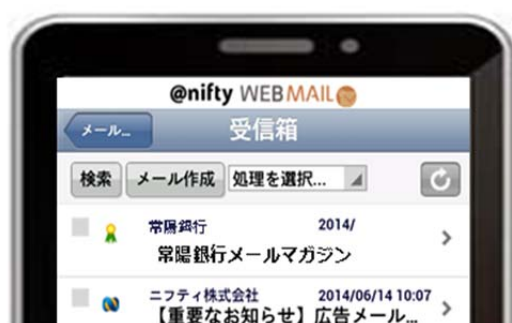 @nifty WEBMAIL
メール… 受信箱
検索 メール作成 処理を選択...
常陽銀行 2014/
常陽銀行メールマガジン
ニフティ株式会社 2014/06/14 10:07
【重要なお知らせ】広告メール...